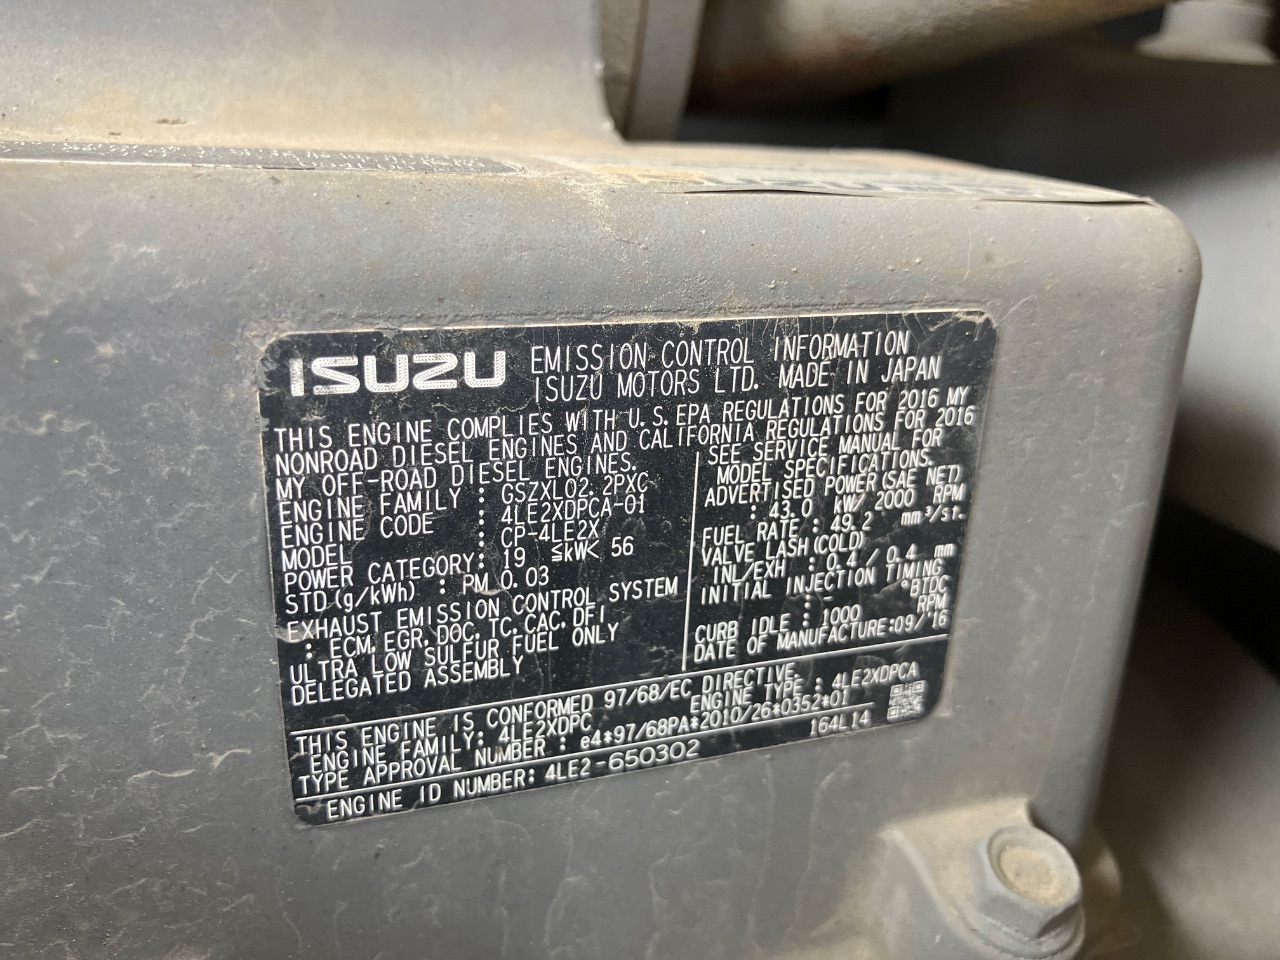 ISUZU
EMISSION CONTROL INFORMATION
ISUZU MOTORS LTD. MADE IN JAPAN
THIS ENGINE COMPLIES WITH U.S.EPA REGULATIONS FOR 2016 MY
NONROAD DIESEL ENGINES AND CALIFORNIA REGULATIONS FOR 2016
MY OFF-ROAD DIESEL ENGINES.
ENGINE FAMILY : GSZXL02.2PXC
ENGINE CODE : 4LE2XDPCA-01
MODEL : CP-4LE2X
POWER CATEGORY: 19 ≦kW< 56
STD.(g/kWh) : PM 0.03
EXHAUST EMISSION CONTROL SYSTEM
: ECM, EGR, DOC, TC, CAC, DFI
ULTRA LOW SULFUR FUEL ONLY
DELEGATED ASSEMBLY
SEE SERVICE MANUAL FOR
MODEL SPECIFICATIONS.
ADVERTISED POWER(SAE NET)
: 43.0 kW/ 2000 RPM
FUEL RATE : 49.2 mm³/st.
VALVE LASH(COLD)
INL/EXH : 0.4 / 0.4 mm
INITIAL INJECTION TIMING
: - °BTDC
CURB IDLE : 1000 RPM
DATE OF MANUFACTURE:09/'16
THIS ENGINE IS CONFORMED 97/68/EC DIRECTIVE.
ENGINE FAMILY: 4LE2XDPC ENGINE TYPE : 4LE2XDPCA
TYPE APPROVAL NUMBER : e4*97/68PA*2010/26*0352*01
ENGINE ID NUMBER: 4LE2-650302 164L14